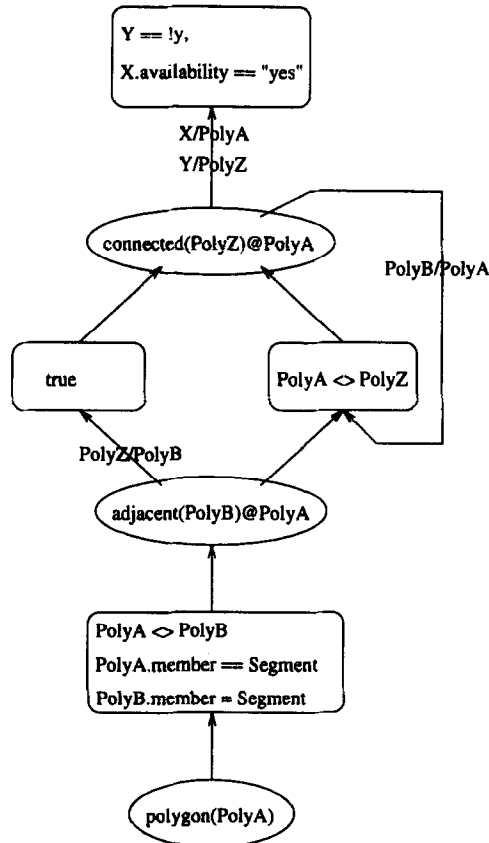 Y == !y,
X.availability == "yes"
X/PolyA
Y/PolyZ
connected(PolyZ)@PolyA
PolyB/PolyA
true
PolyA <> PolyZ
PolyZ/PolyB
adjacent(PolyB)@PolyA
PolyA <> PolyB
PolyA.member == Segment
PolyB.member = Segment
polygon(PolyA)